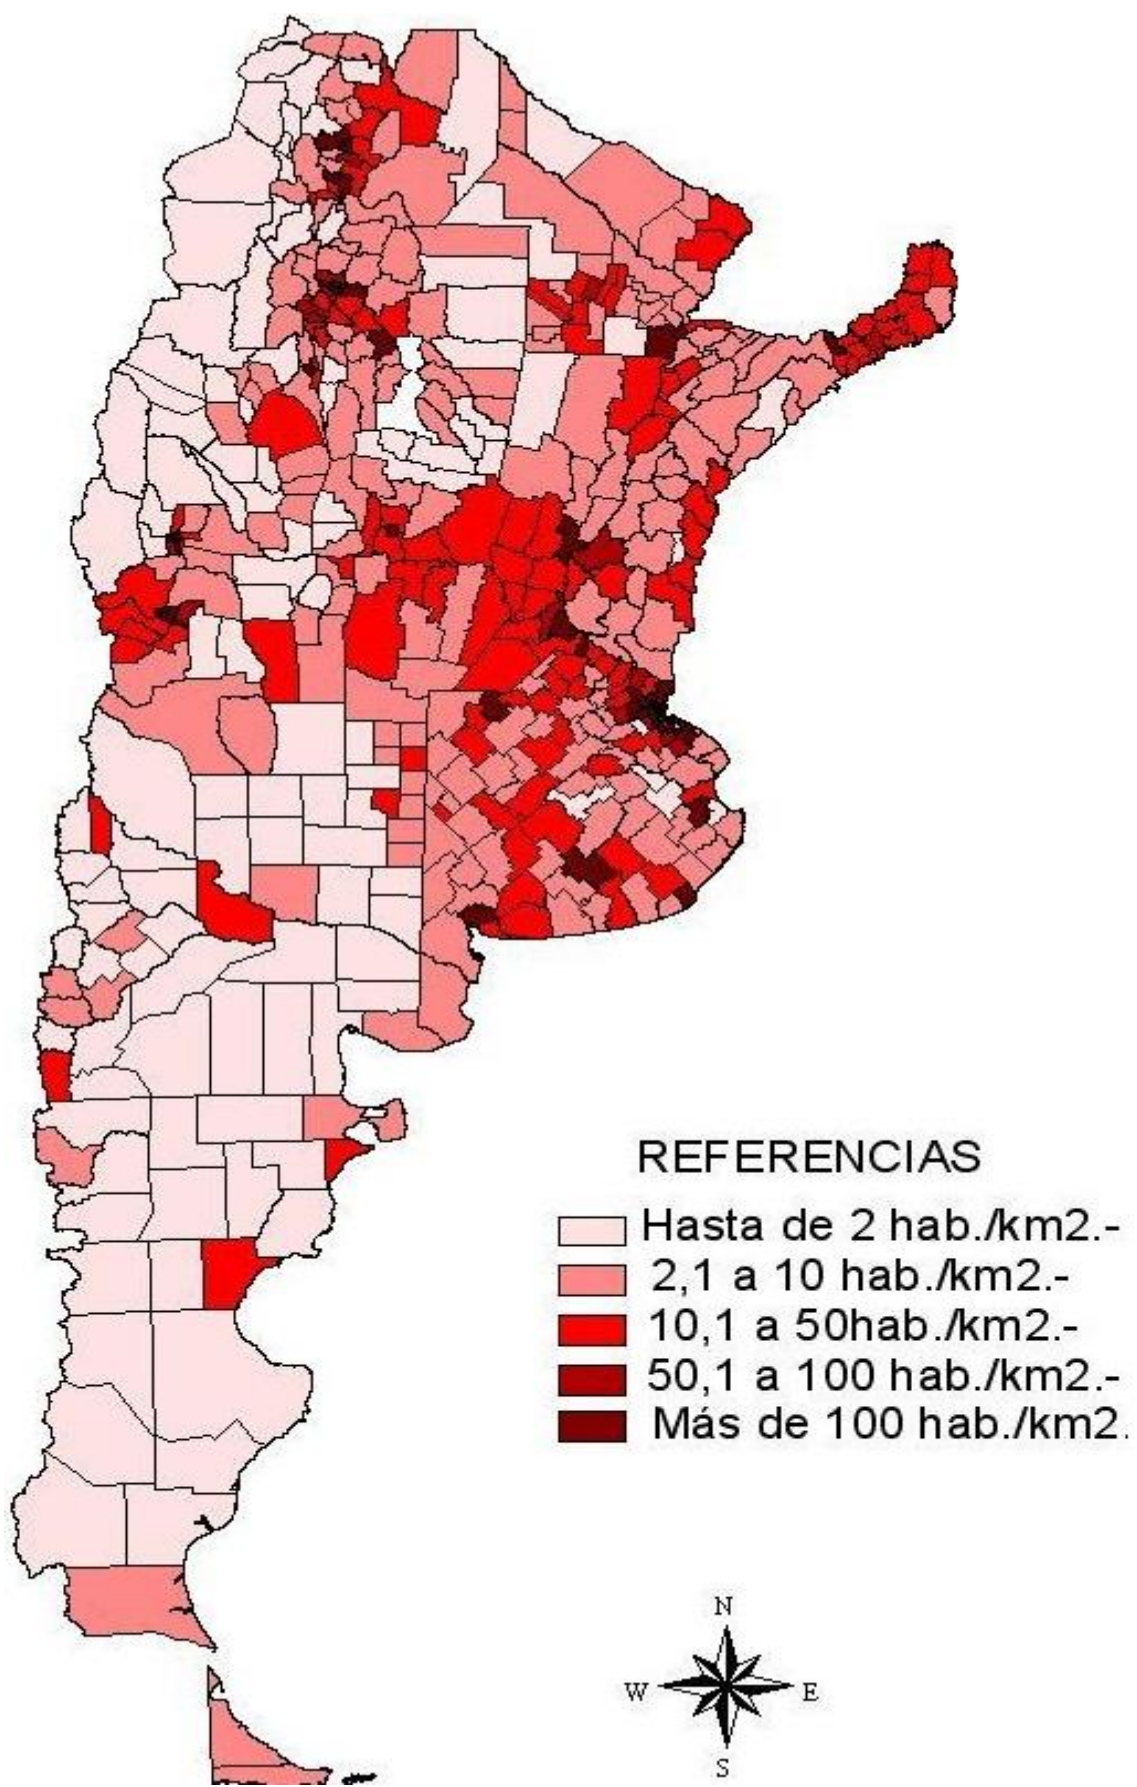 REFERENCIAS
Hasta de 2 hab./km2.-
2,1 a 10 hab./km2.-
10,1 a 50hab./km2.-
50,1 a 100 hab./km2.-
Más de 100 hab./km2.
N
W E
S